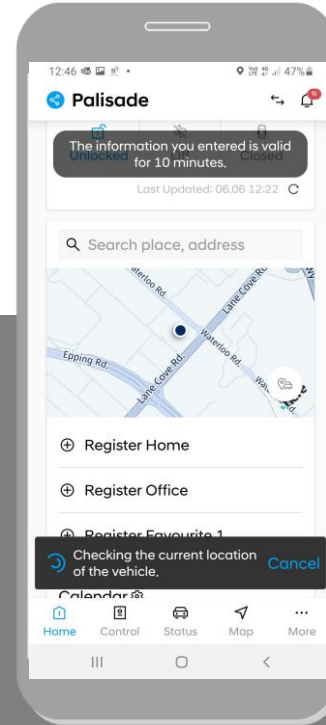 12:46
47%
Palisade
N
Unlocked
Closed
The information you entered is valid
for 10 minutes.
Last Updated: 06.06 12:22
Search place, address
Waterloo Rd.
Lane Cove Rd.
Epping Rd.
Waterloo Rd.
Lane Cove Rd.
Register Home
Register Office
Register Favourite 1
Checking the current location
of the vehicle.
Cancel
Calendar
Home Control Status Map More